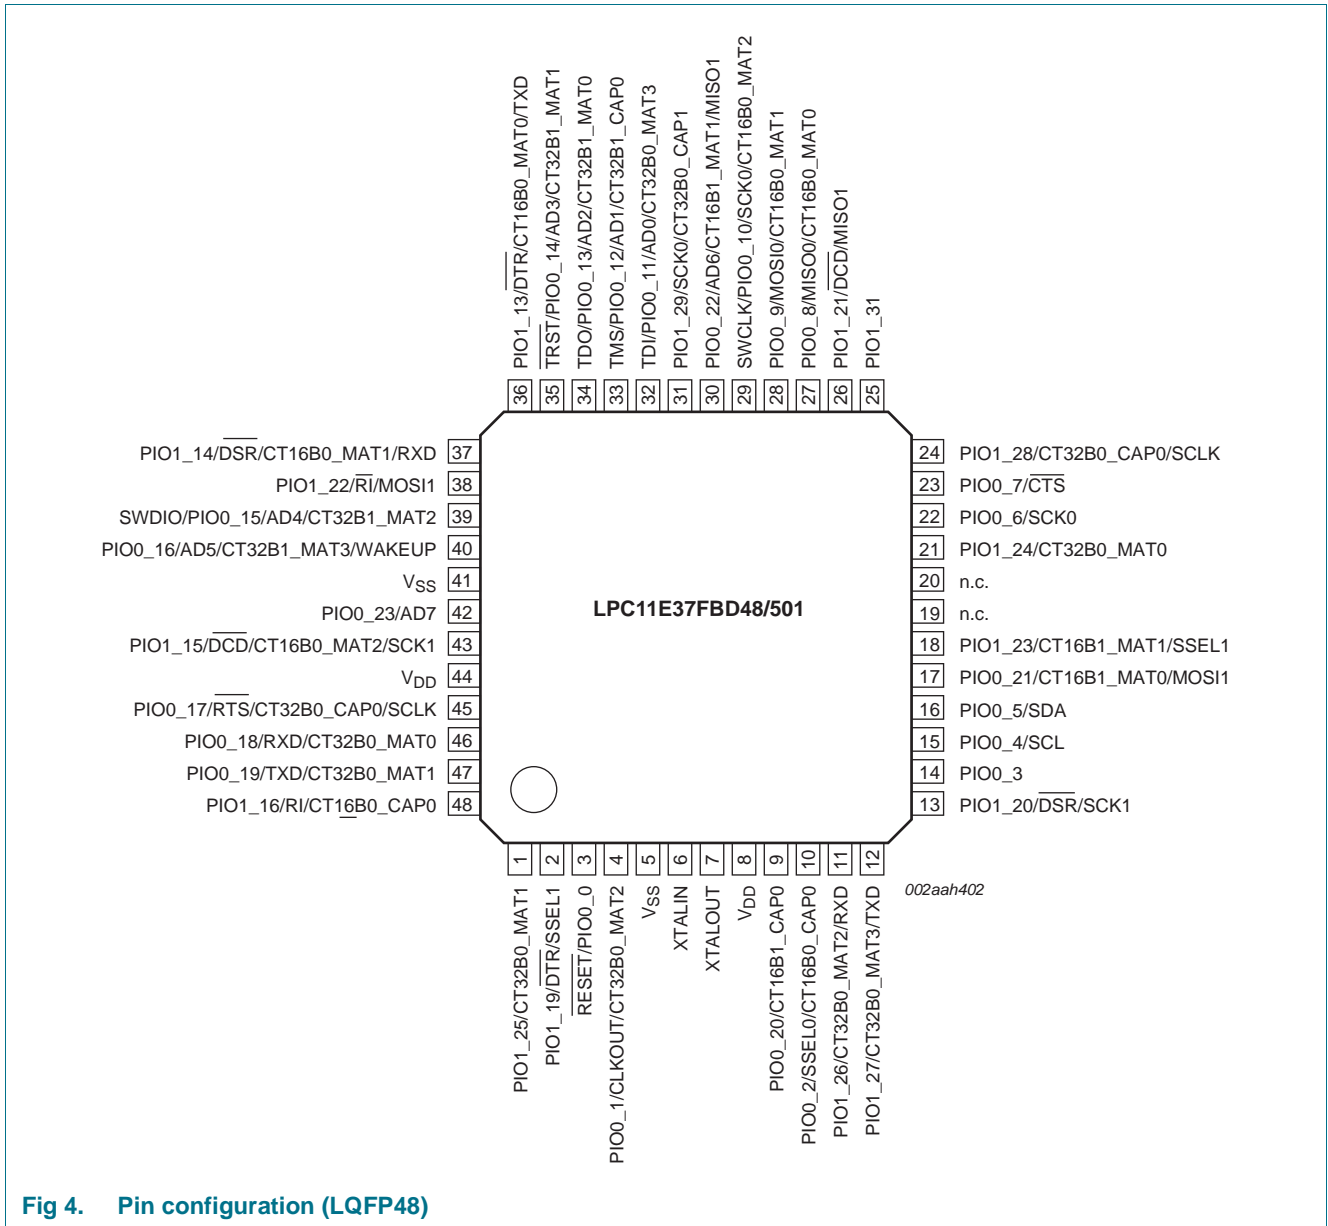 PIO1_13/DTR/CT16B0_MAT0/TXD
TRST/PIO0_14/AD3/CT32B1_MAT1
TDO/PIO0_13/AD2/CT32B1_MAT0
TMS/PIO0_12/AD1/CT32B1_CAP0
TDI/PIO0_11/AD0/CT32B0_MAT3
PIO1_29/SCK0/CT32B0_CAP1
PIO0_22/AD6/CT16B1_MAT1/MISO1
SWCLK/PIO0_10/SCK0/CT16B0_MAT2
PIO0_9/MOSI0/CT16B0_MAT1
PIO0_8/MISO0/CT16B0_MAT0
PIO1_21/DCD/MISO1
PIO1_31
36 35 34 33 32 31 30 29 28 27 26 25
PIO1_14/DSR/CT16B0_MAT1/RXD 37
PIO1_22/RI/MOSI1 38
SWDIO/PIO0_15/AD4/CT32B1_MAT2 39
PIO0_16/AD5/CT32B1_MAT3/WAKEUP 40
VSS 41
PIO0_23/AD7 42
PIO1_15/DCD/CT16B0_MAT2/SCK1 43
VDD 44
PIO0_17/RTS/CT32B0_CAP0/SCLK 45
PIO0_18/RXD/CT32B0_MAT0 46
PIO0_19/TXD/CT32B0_MAT1 47
PIO1_16/RI/CT16B0_CAP0 48
LPC11E37FBD48/501
24 PIO1_28/CT32B0_CAP0/SCLK
23 PIO0_7/CTS
22 PIO0_6/SCK0
21 PIO1_24/CT32B0_MAT0
20 n.c.
19 n.c.
18 PIO1_23/CT16B1_MAT1/SSEL1
17 PIO0_21/CT16B1_MAT0/MOSI1
16 PIO0_5/SDA
15 PIO0_4/SCL
14 PIO0_3
13 PIO1_20/DSR/SCK1
1 2 3 4 5 6 7 8 9 10 11 12
PIO1_25/CT32B0_MAT1
PIO1_19/DTR/SSEL1
RESET/PIO0_0
PIO0_1/CLKOUT/CT32B0_MAT2
VSS
XTALIN
XTALOUT
VDD
PIO0_20/CT16B1_CAP0
PIO0_2/SSEL0/CT16B0_CAP0
PIO1_26/CT32B0_MAT2/RXD
PIO1_27/CT32B0_MAT3/TXD
002aah402
Fig 4. Pin configuration (LQFP48)